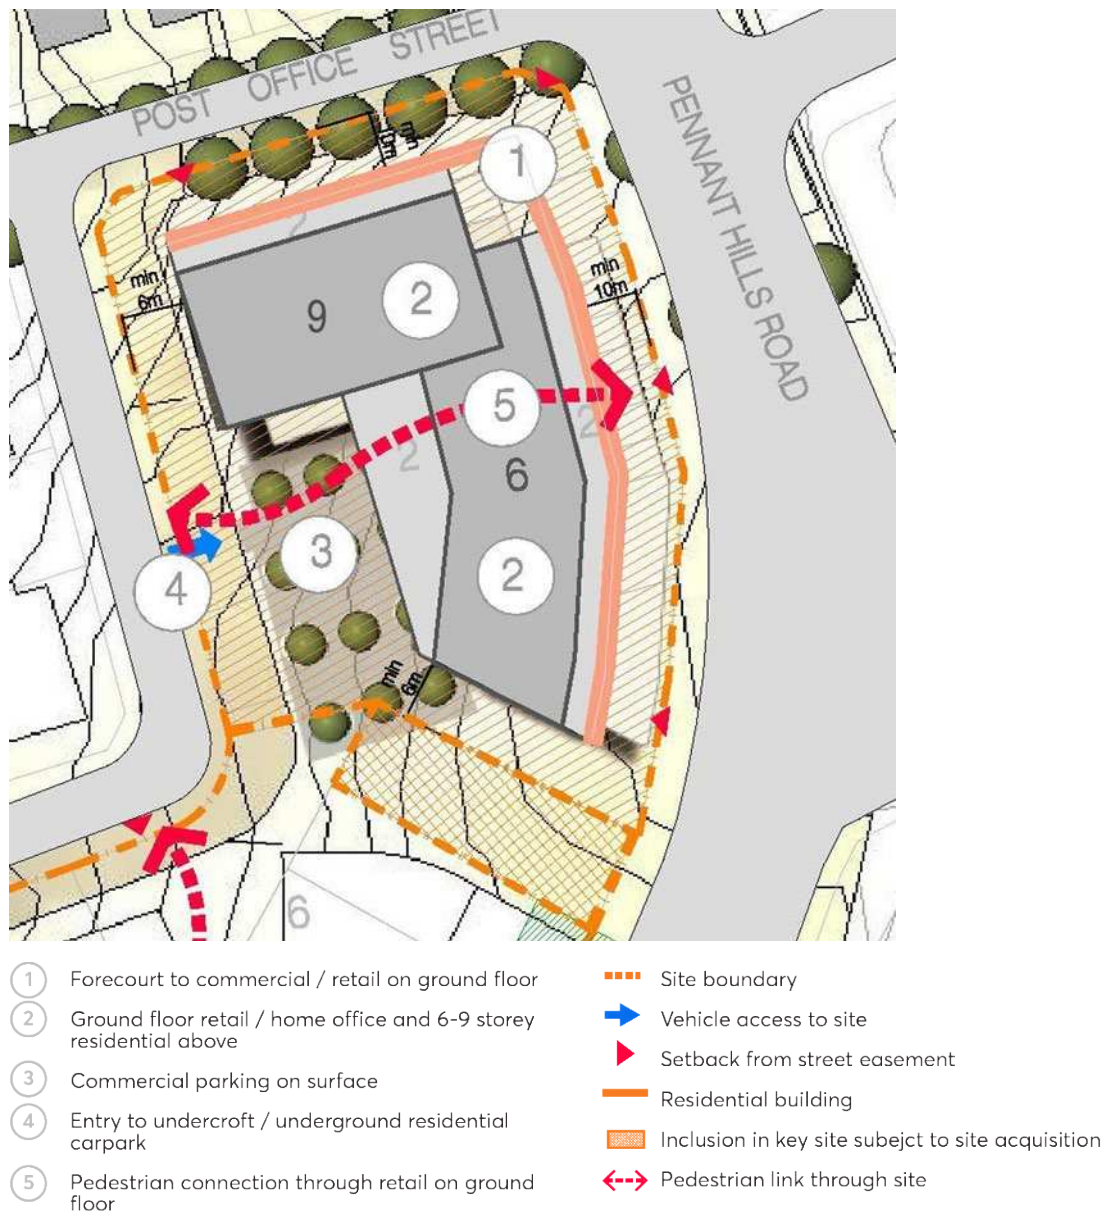 POST OFFICE STREET
PENNANT HILLS ROAD
min
10m
1
2
min
6m
9
2
min
10m
5
2
2
6
3
2
4
min
6m
6
1 Forecourt to commercial / retail on ground floor
2 Ground floor retail / home office and 6-9 storey
residential above
3 Commercial parking on surface
4 Entry to undercroft / underground residential
carpark
5 Pedestrian connection through retail on ground
floor
Site boundary
Vehicle access to site
Setback from street easement
Residential building
Inclusion in key site subejct to site acquisition
Pedestrian link through site